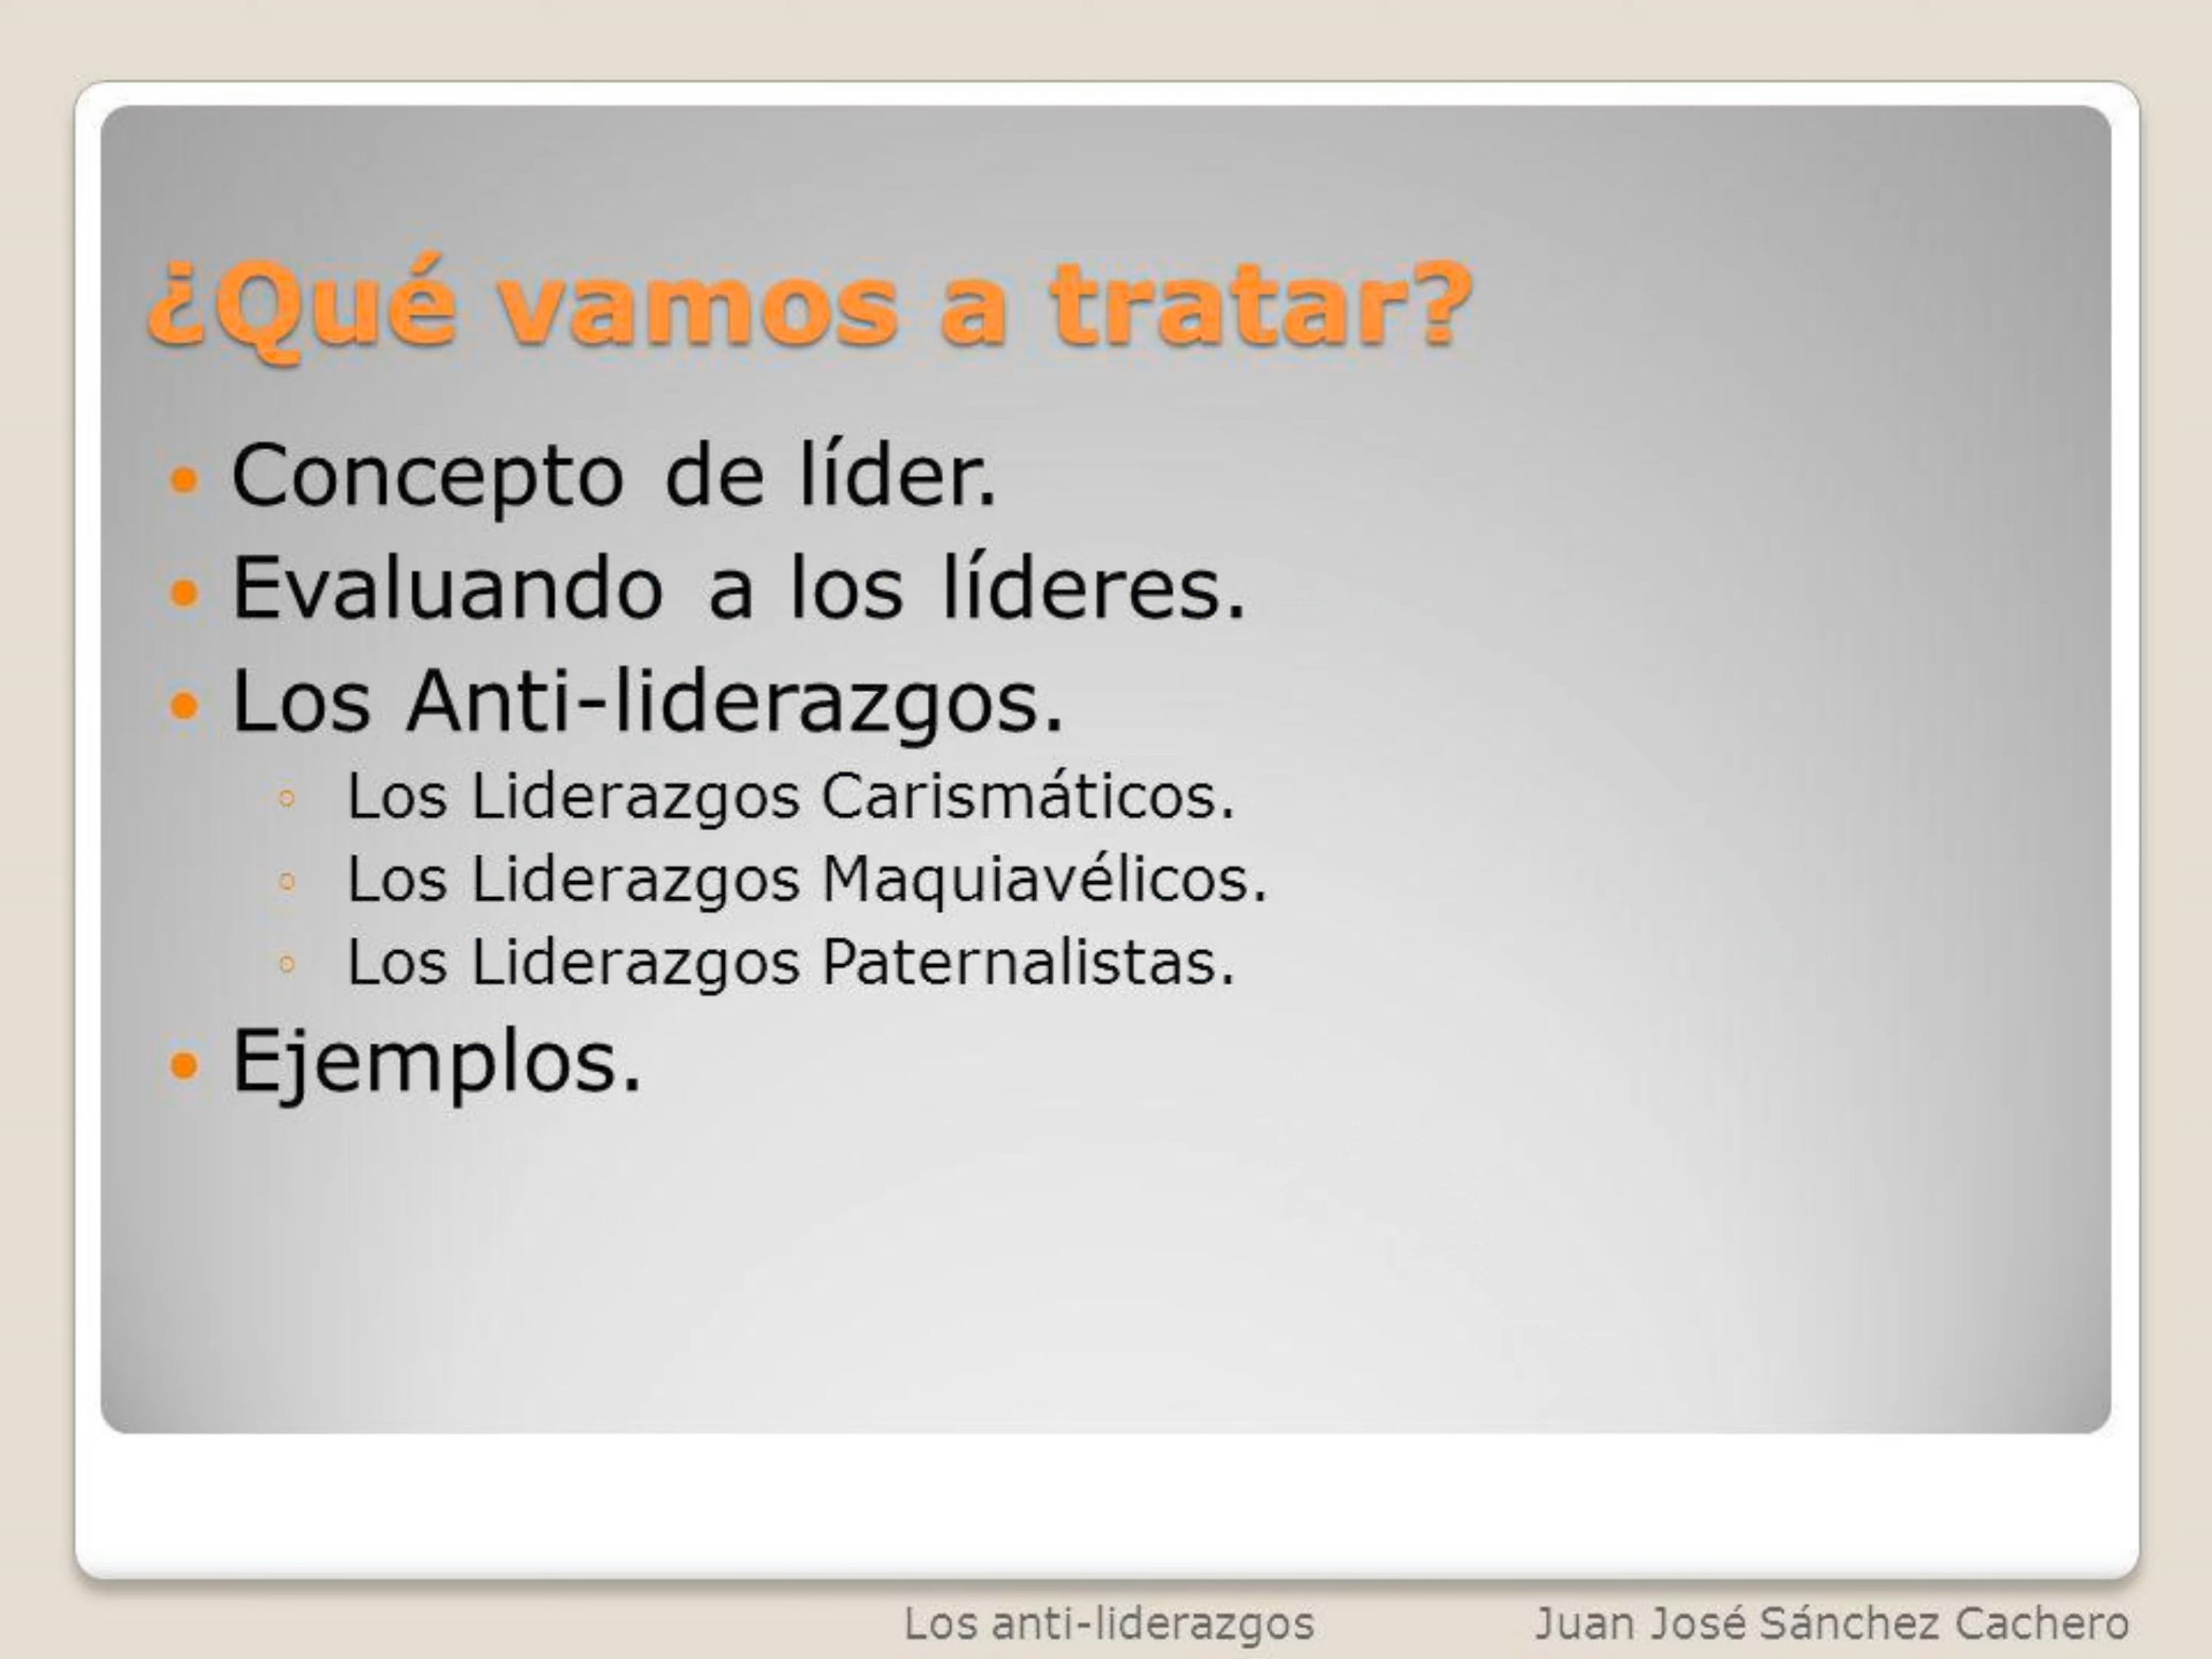 ¿Qué vamos a tratar?
Concepto de líder.
Evaluando a los líderes.
Los Anti-liderazgos.
Los Liderazgos Carismáticos.
Los Liderazgos Maquiavélicos.
Los Liderazgos Paternalistas.
Ejemplos.
Los anti-liderazgos
Juan José Sánchez Cachero